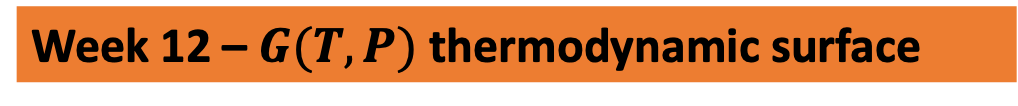 Week 12 – G(T, P) thermodynamic surface